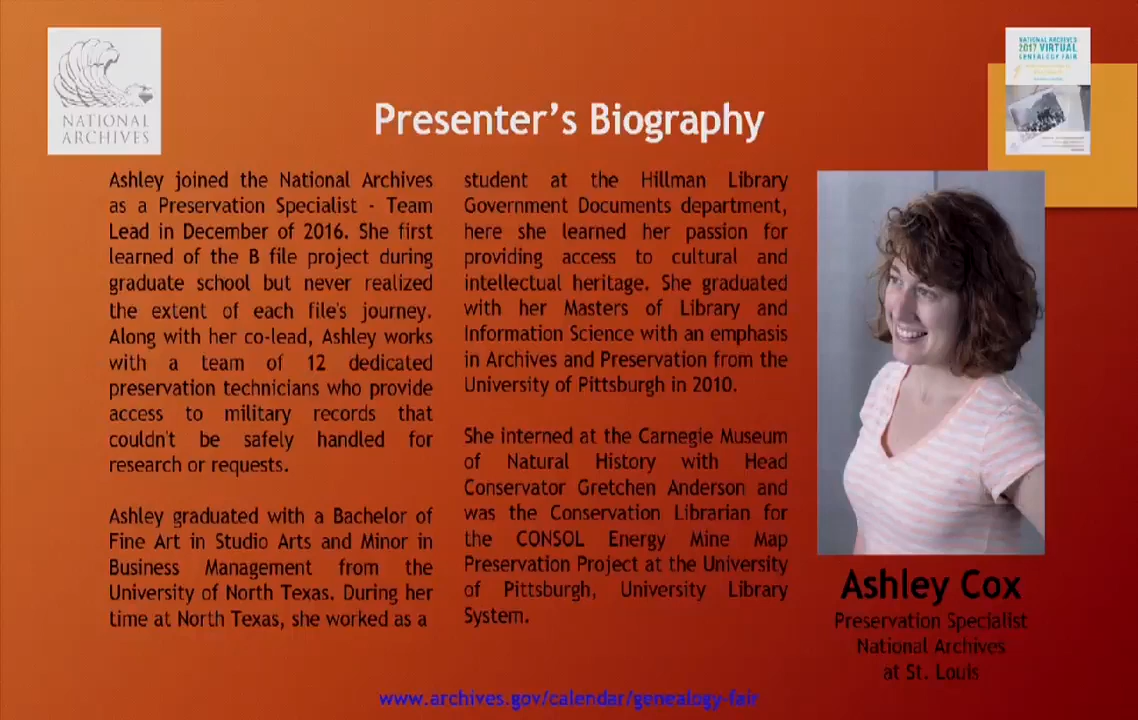 NATIONAL
ARCHIVES
NATIONAL ARCHIVES
2017 VIRTUAL
GENEALOGY FAIR
Presenter's Biography
Ashley joined the National Archives
as a Preservation Specialist - Team
Lead in December of 2016. She first
learned of the B file project during
graduate school but never realized
the extent of each file's journey.
Along with her co-lead, Ashley works
with a team of 12 dedicated
preservation technicians who provide
access to military records that
couldn't be safely handled for
research or requests.
Ashley graduated with a Bachelor of
Fine Art in Studio Arts and Minor in
Business Management from the
University of North Texas. During her
time at North Texas, she worked as a
student at the Hillman Library
Government Documents department,
here she learned her passion for
providing access to cultural and
intellectual heritage. She graduated
with her Masters of Library and
Information Science with an emphasis
in Archives and Preservation from the
University of Pittsburgh in 2010.
She interned at the Carnegie Museum
of Natural History with Head
Conservator Gretchen Anderson and
was the Conservation Librarian for
the CONSOL Energy Mine Map
Preservation Project at the University
of Pittsburgh, University Library
System.
Ashley Cox
Preservation Specialist
National Archives
at St. Louis
www.archives.gov/calendar/genealogy-fair